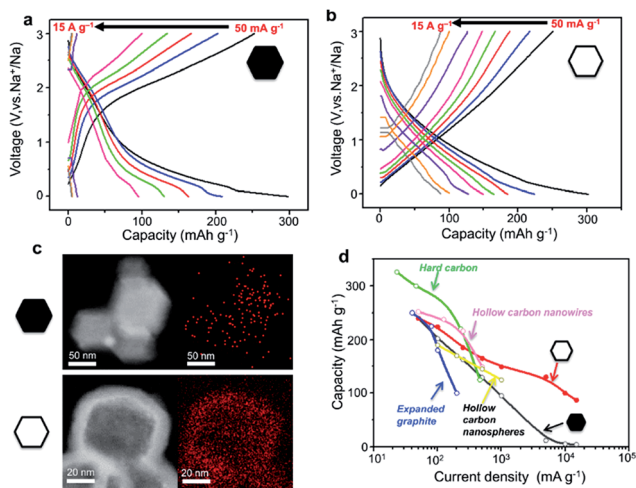 a
15 A g⁻¹
50 mA g⁻¹
3
2
1
0
Voltage (V,vs.Na⁺/Na)
0
100
200
300
Capacity (mAh g⁻¹)
b
15 A g⁻¹
50 mA g⁻¹
3
2
1
0
Voltage (V,vs.Na⁺/Na)
0
100
200
300
Capacity (mAh g⁻¹)
c
50 nm
50 nm
20 nm
20 nm
d
400
300
200
100
0
Capacity (mAh g⁻¹)
Hard carbon
Hollow carbon nanowires
Expanded
graphite
Hollow
carbon
nanospheres
10¹
10²
10³
10⁴
Current density (mA g⁻¹)